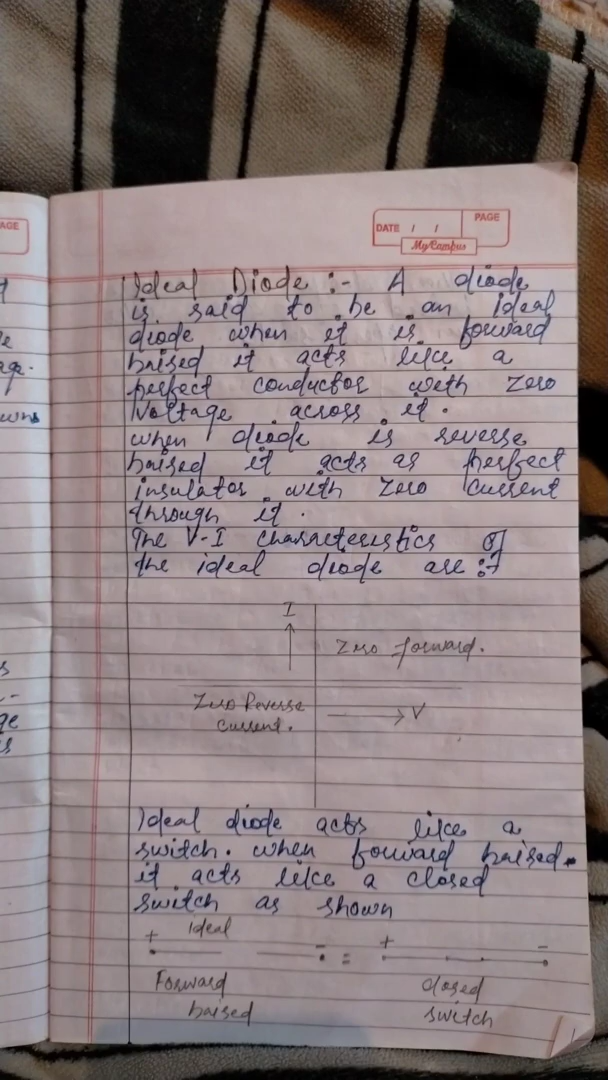 AGE
DATE / /
PAGE
My Campus
Ideal Diode :- A diode
is said to be an ideal
diode when it is forward
baised it acts like a
perfect conductor with zero
Voltage across it.
when diode is reverse
baised it acts as perfect
insulator with zero current
through it.
The V-I characteristics of
the ideal diode are :-
I
Zero forward.
Zero Reverse
current.
V
Ideal diode acts like a
switch. when forward baised.
it acts like a closed
switch as shown
Ideal
+ - = + -
Forward
baised
closed
switch